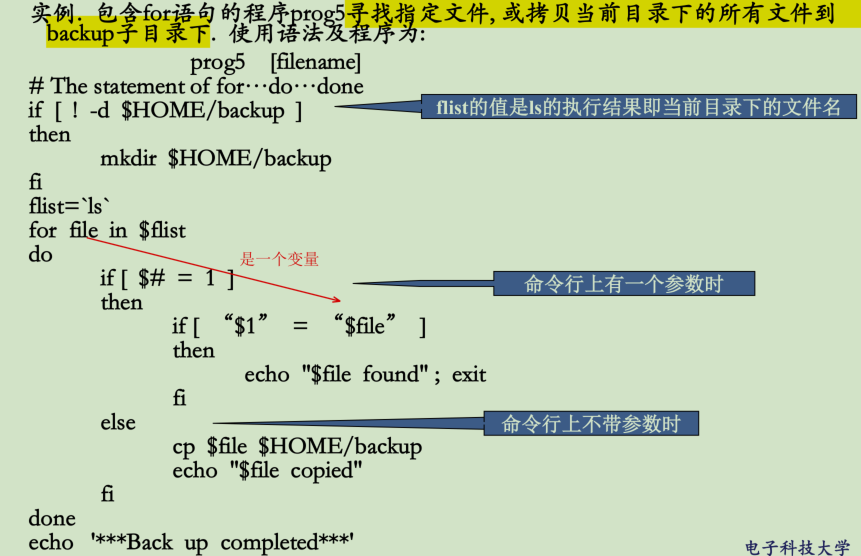 实例. 包含for语句的程序prog5寻找指定文件, 或拷贝当前目录下的所有文件到
backup子目录下. 使用语法及程序为:
prog5 [filename]
# The statement of for…do…done
if [ ! -d $HOME/backup ]
flist的值是ls的执行结果即当前目录下的文件名
then
mkdir $HOME/backup
fi
flist=`ls`
for file in $flist
do
是一个变量
if [ $# = 1 ]
命令行上有一个参数时
then
if [ “$1” = “$file” ]
then
echo "$file found" ; exit
fi
else
命令行上不带参数时
cp $file $HOME/backup
echo "$file copied"
fi
done
echo '***Back up completed***'
电子科技大学